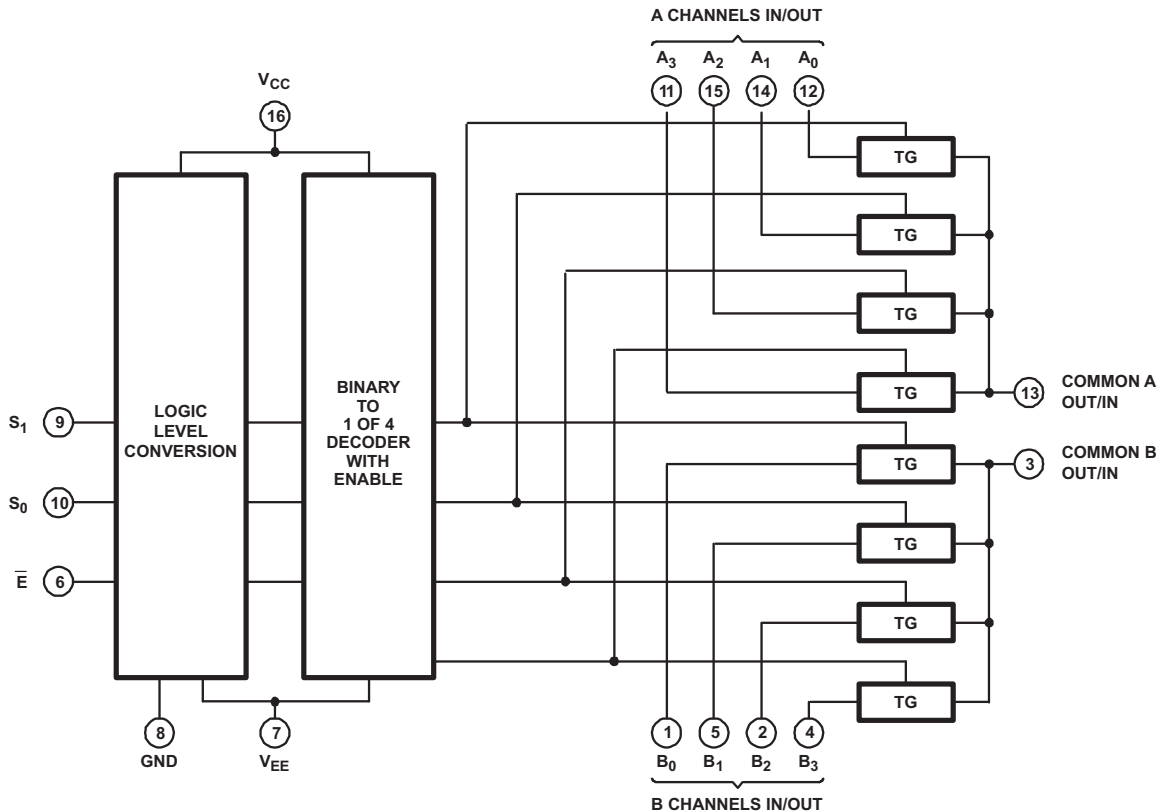 A CHANNELS IN/OUT
A3 A2 A1 A0
11 15 14 12
VCC
16
TG
TG
TG
TG
13 COMMON A
OUT/IN
S1 9
S0 10
E̅ 6
LOGIC
LEVEL
CONVERSION
BINARY
TO
1 OF 4
DECODER
WITH
ENABLE
TG
3 COMMON B
OUT/IN
TG
TG
TG
8
GND
7
VEE
1 5 2 4
B0 B1 B2 B3
B CHANNELS IN/OUT